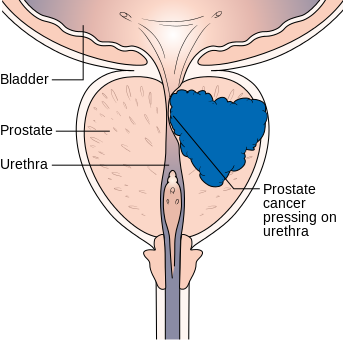 Bladder
Prostate
Urethra
Prostate
cancer
pressing on
urethra